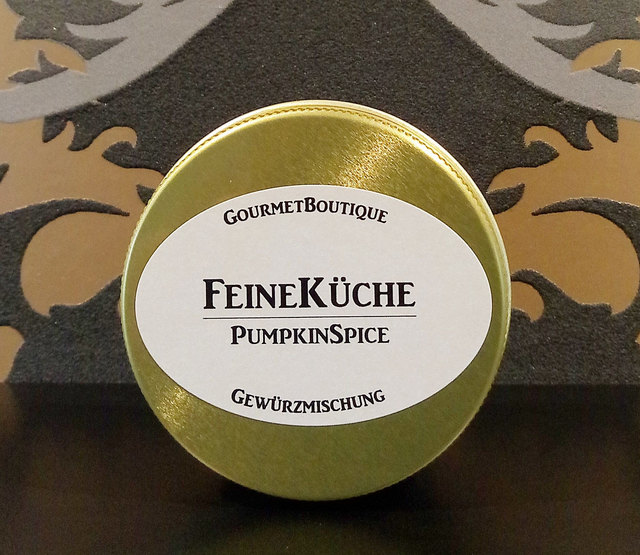 GourmetBoutique
FeineKüche
PumpkinSpice
Gewürzmischung